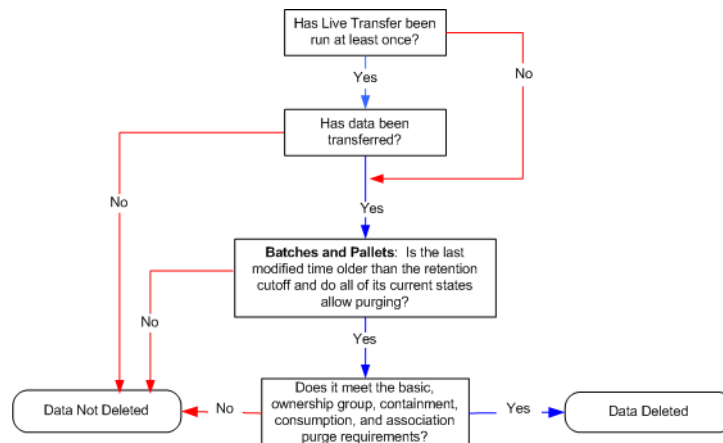 Has Live Transfer been
run at least once?
No
Yes
Has data been
transferred?
No
Yes
Batches and Pallets: Is the last
modified time older than the retention
cutoff and do all of its current states
allow purging?
No
Yes
Data Not Deleted
No
Does it meet the basic,
ownership group, containment,
consumption, and association
purge requirements?
Yes
Data Deleted